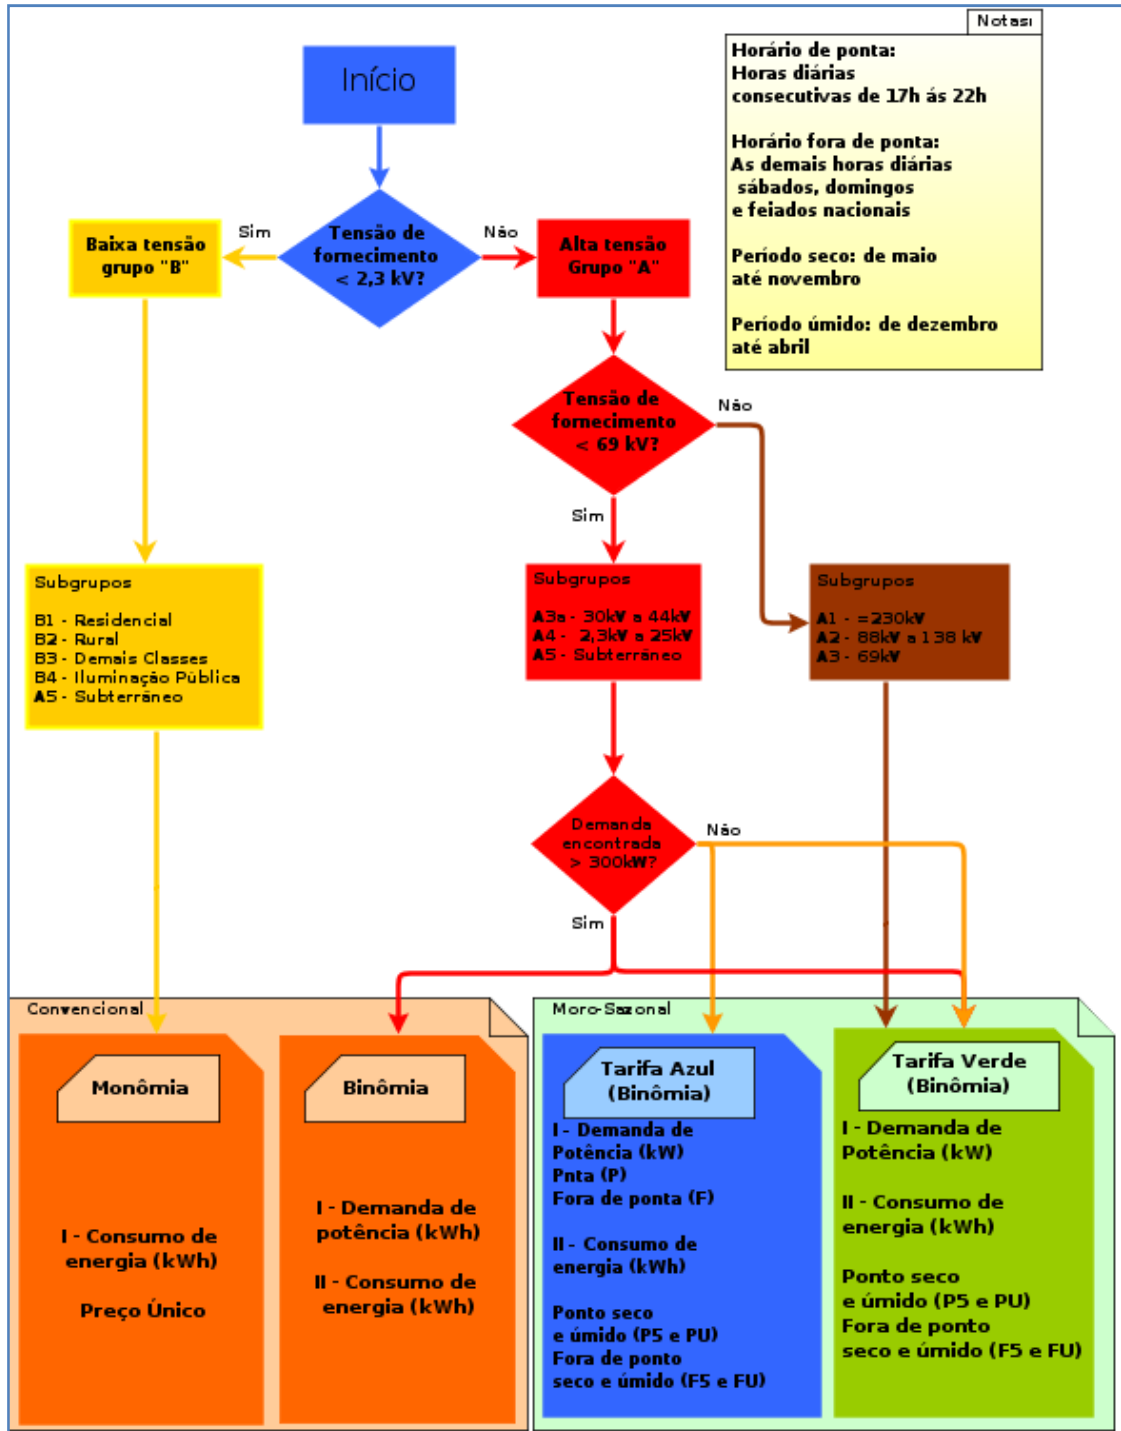 Notası
Horário de ponta:
Horas diárias
consecutivas de 17h ás 22h
Horário fora de ponta:
As demais horas diárias
sábados, domingos
e feiados nacionais
Período seco: de maio
até novembro
Período úmido: de dezembro
até abril
Início
Tensão de
fornecimento
< 2,3 kV?
Sim
Não
Baixa tensão
grupo "B"
Alta tensão
Grupo "A"
Tensão de
fornecimento
< 69 kV?
Não
Sim
Subgrupos
B1 - Residencial
B2 - Rural
B3 - Demais Classes
B4 - Iluminação Pública
A5 - Subterrâneo
Subgrupos
A3a - 30kV a 44kV
A4 - 2,3kV a 25kV
A5 - Subterrâneo
Subgrupos
A1 - =230kV
A2 - 88kV a 138 kV
A3 - 69kV
Demanda
encontrada
> 300kW?
Não
Sim
Convencional
Monômia
I - Consumo de
energia (kWh)
Preço Único
Binômia
I - Demanda de
potência (kWh)
II - Consumo de
energia (kWh)
Moro-Sazonal
Tarifa Azul
(Binômia)
I - Demanda de
Potência (kW)
Pnta (P)
Fora de ponta (F)
II - Consumo de
energia (kWh)
Ponto seco
e úmido (P5 e PU)
Fora de ponto
seco e úmido (F5 e FU)
Tarifa Verde
(Binômia)
I - Demanda de
Potência (kW)
II - Consumo de
energia (kWh)
Ponto seco
e úmido (P5 e PU)
Fora de ponto
seco e úmido (F5 e FU)